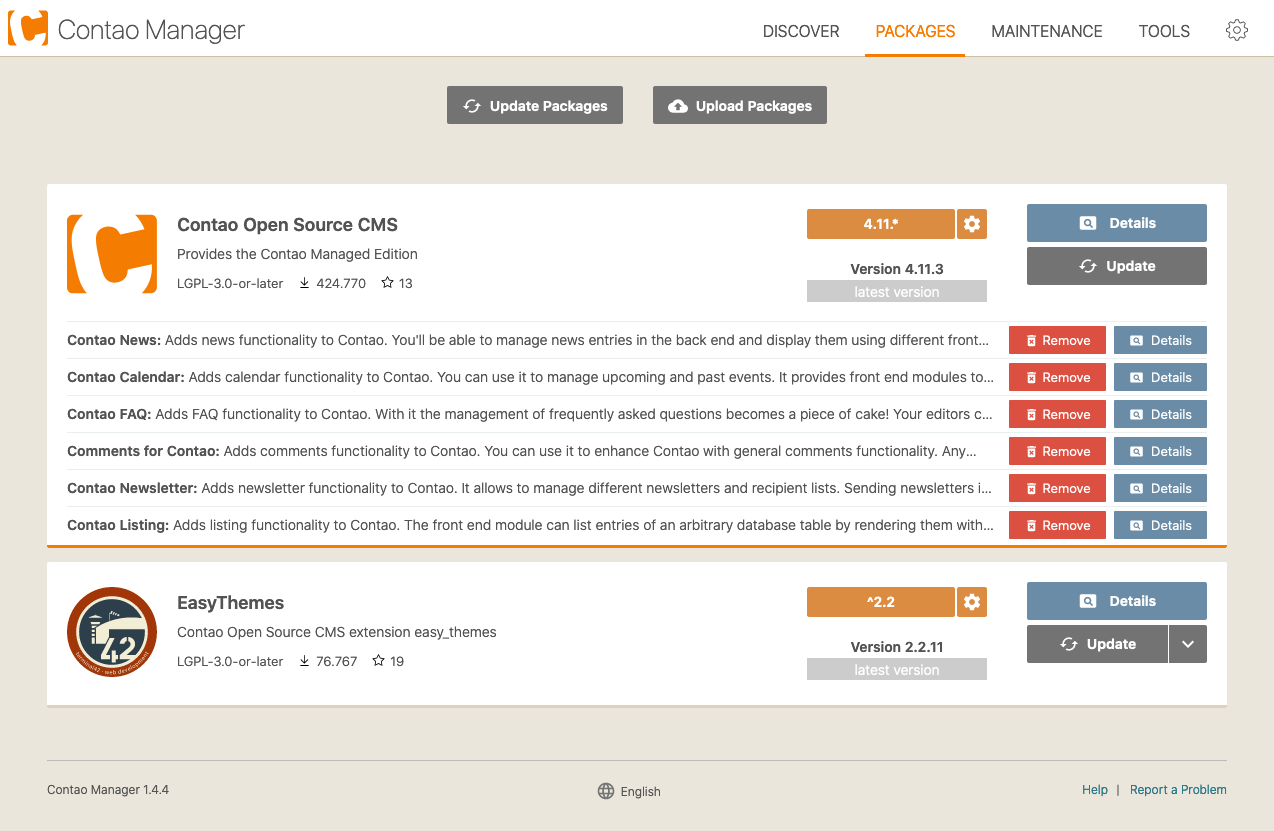 Contao Manager
DISCOVER
PACKAGES
MAINTENANCE
TOOLS
Update Packages
Upload Packages
Contao Open Source CMS
Provides the Contao Managed Edition
LGPL-3.0-or-later 424.770 13
4.11.*
Version 4.11.3
latest version
Details
Update
Contao News: Adds news functionality to Contao. You'll be able to manage news entries in the back end and display them using different front… Remove Details
Contao Calendar: Adds calendar functionality to Contao. You can use it to manage upcoming and past events. It provides front end modules to… Remove Details
Contao FAQ: Adds FAQ functionality to Contao. With it the management of frequently asked questions becomes a piece of cake! Your editors c… Remove Details
Comments for Contao: Adds comments functionality to Contao. You can use it to enhance Contao with general comments functionality. Any… Remove Details
Contao Newsletter: Adds newsletter functionality to Contao. It allows to manage different newsletters and recipient lists. Sending newsletters i… Remove Details
Contao Listing: Adds listing functionality to Contao. The front end module can list entries of an arbitrary database table by rendering them with… Remove Details
42
terminal42 · web development
EasyThemes
Contao Open Source CMS extension easy_themes
LGPL-3.0-or-later 76.767 19
^2.2
Version 2.2.11
latest version
Details
Update
Contao Manager 1.4.4
English
Help | Report a Problem